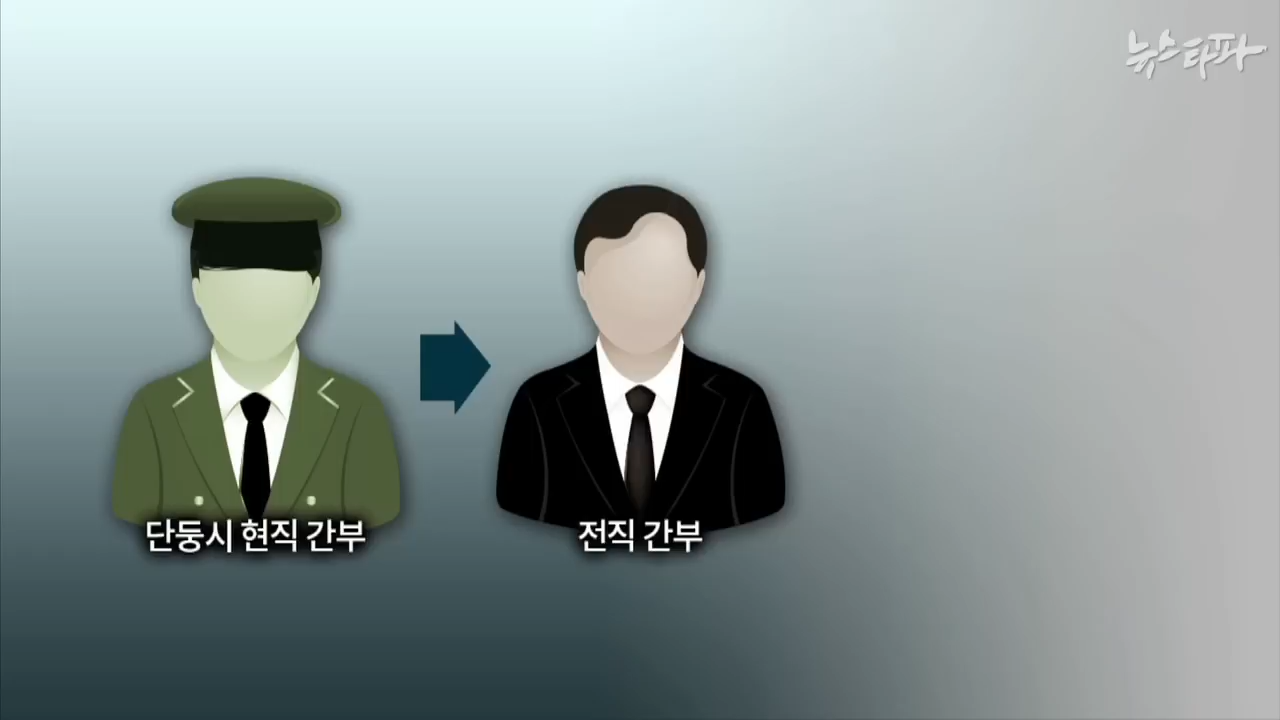 뉴스타파
단둥시 현직 간부
전직 간부